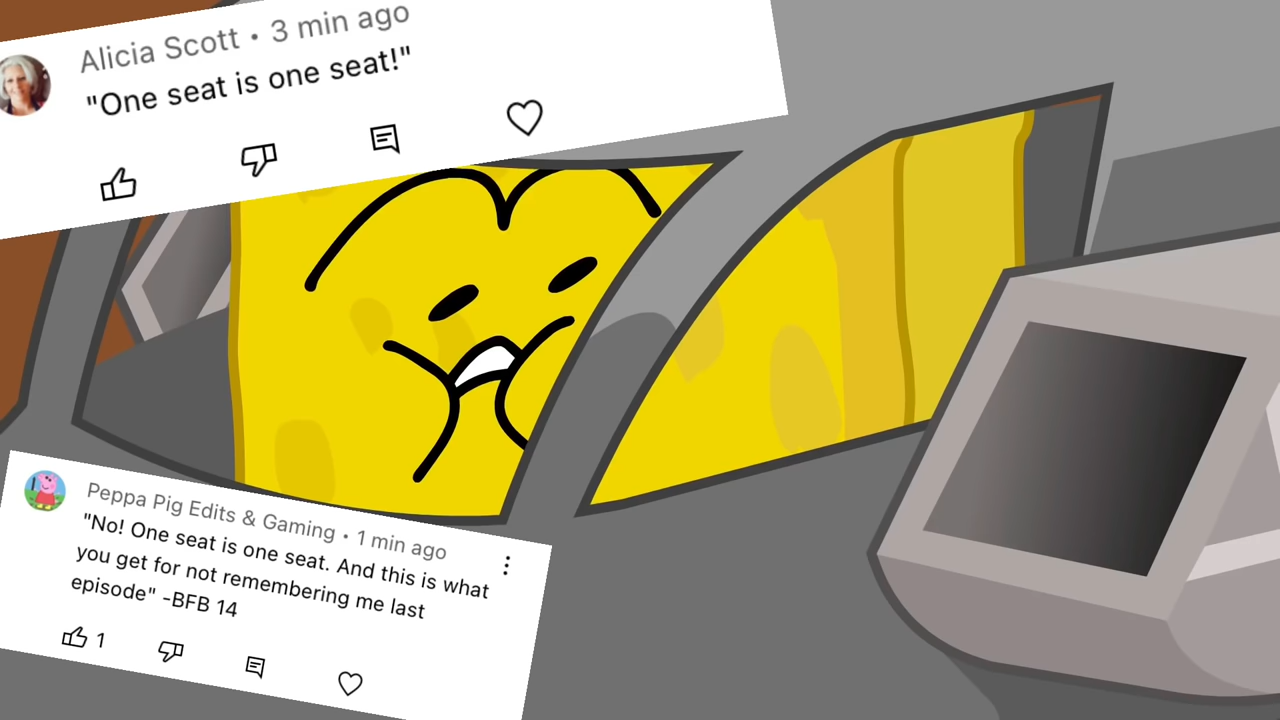 Alicia Scott • 3 min ago
"One seat is one seat!"
Peppa Pig Edits & Gaming • 1 min ago
"No! One seat is one seat. And this is what
you get for not remembering me last
episode" -BFB 14
1